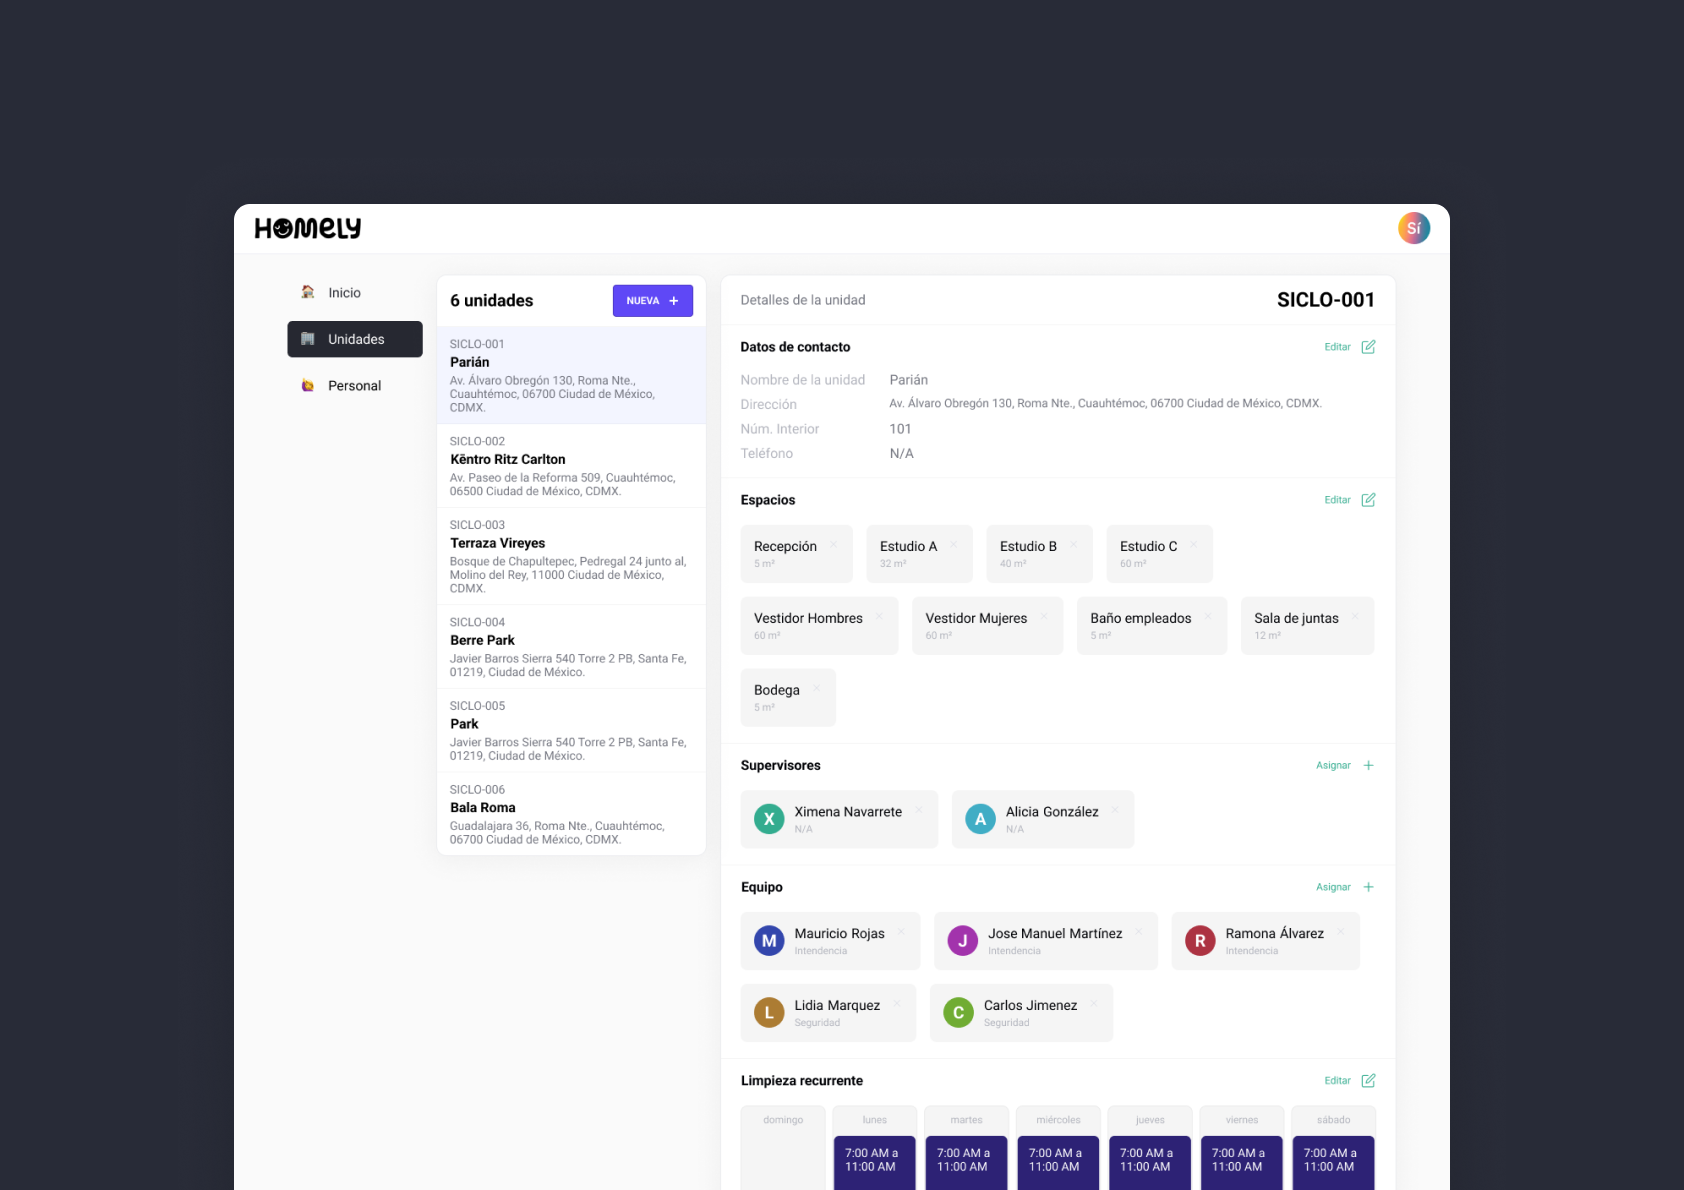 HOMELY
Sí
Inicio
Unidades
Personal
6 unidades
NUEVA +
SICLO-001
Parián
Av. Álvaro Obregón 130, Roma Nte.,
Cuauhtémoc, 06700 Ciudad de México,
CDMX.
SICLO-002
Kēntro Ritz Carlton
Av. Paseo de la Reforma 509, Cuauhtémoc,
06500 Ciudad de México, CDMX.
SICLO-003
Terraza Vireyes
Bosque de Chapultepec, Pedregal 24 junto al,
Molino del Rey, 11000 Ciudad de México,
CDMX.
SICLO-004
Berre Park
Javier Barros Sierra 540 Torre 2 PB, Santa Fe,
01219, Ciudad de México.
SICLO-005
Park
Javier Barros Sierra 540 Torre 2 PB, Santa Fe,
01219, Ciudad de México.
SICLO-006
Bala Roma
Guadalajara 36, Roma Nte., Cuauhtémoc,
06700 Ciudad de México, CDMX.
Detalles de la unidad SICLO-001
Datos de contacto Editar
Nombre de la unidad Parián
Dirección Av. Álvaro Obregón 130, Roma Nte., Cuauhtémoc, 06700 Ciudad de México, CDMX.
Núm. Interior 101
Teléfono N/A
Espacios Editar
Recepción
5 m²
Estudio A
32 m²
Estudio B
40 m²
Estudio C
60 m²
Vestidor Hombres
60 m²
Vestidor Mujeres
60 m²
Baño empleados
5 m²
Sala de juntas
12 m²
Bodega
5 m²
Supervisores Asignar +
X
Ximena Navarrete
N/A
A
Alicia González
N/A
Equipo Asignar +
M
Mauricio Rojas
Intendencia
J
Jose Manuel Martínez
Intendencia
R
Ramona Álvarez
Intendencia
L
Lidia Marquez
Seguridad
C
Carlos Jimenez
Seguridad
Limpieza recurrente Editar
domingo lunes martes miércoles jueves viernes sábado
7:00 AM a 7:00 AM a 7:00 AM a 7:00 AM a 7:00 AM a 7:00 AM a
11:00 AM 11:00 AM 11:00 AM 11:00 AM 11:00 AM 11:00 AM